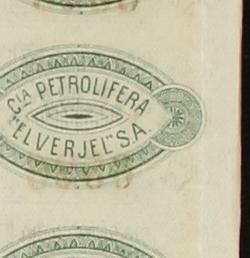 CIA PETROLIFERA
"EL VERJEL" S.A.